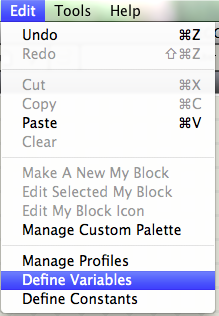 Edit Tools Help
Undo ⌘Z
Redo ⇧⌘Z
Cut ⌘X
Copy ⌘C
Paste ⌘V
Clear
Make A New My Block
Edit Selected My Block
Edit My Block Icon
Manage Custom Palette
Manage Profiles
Define Variables
Define Constants